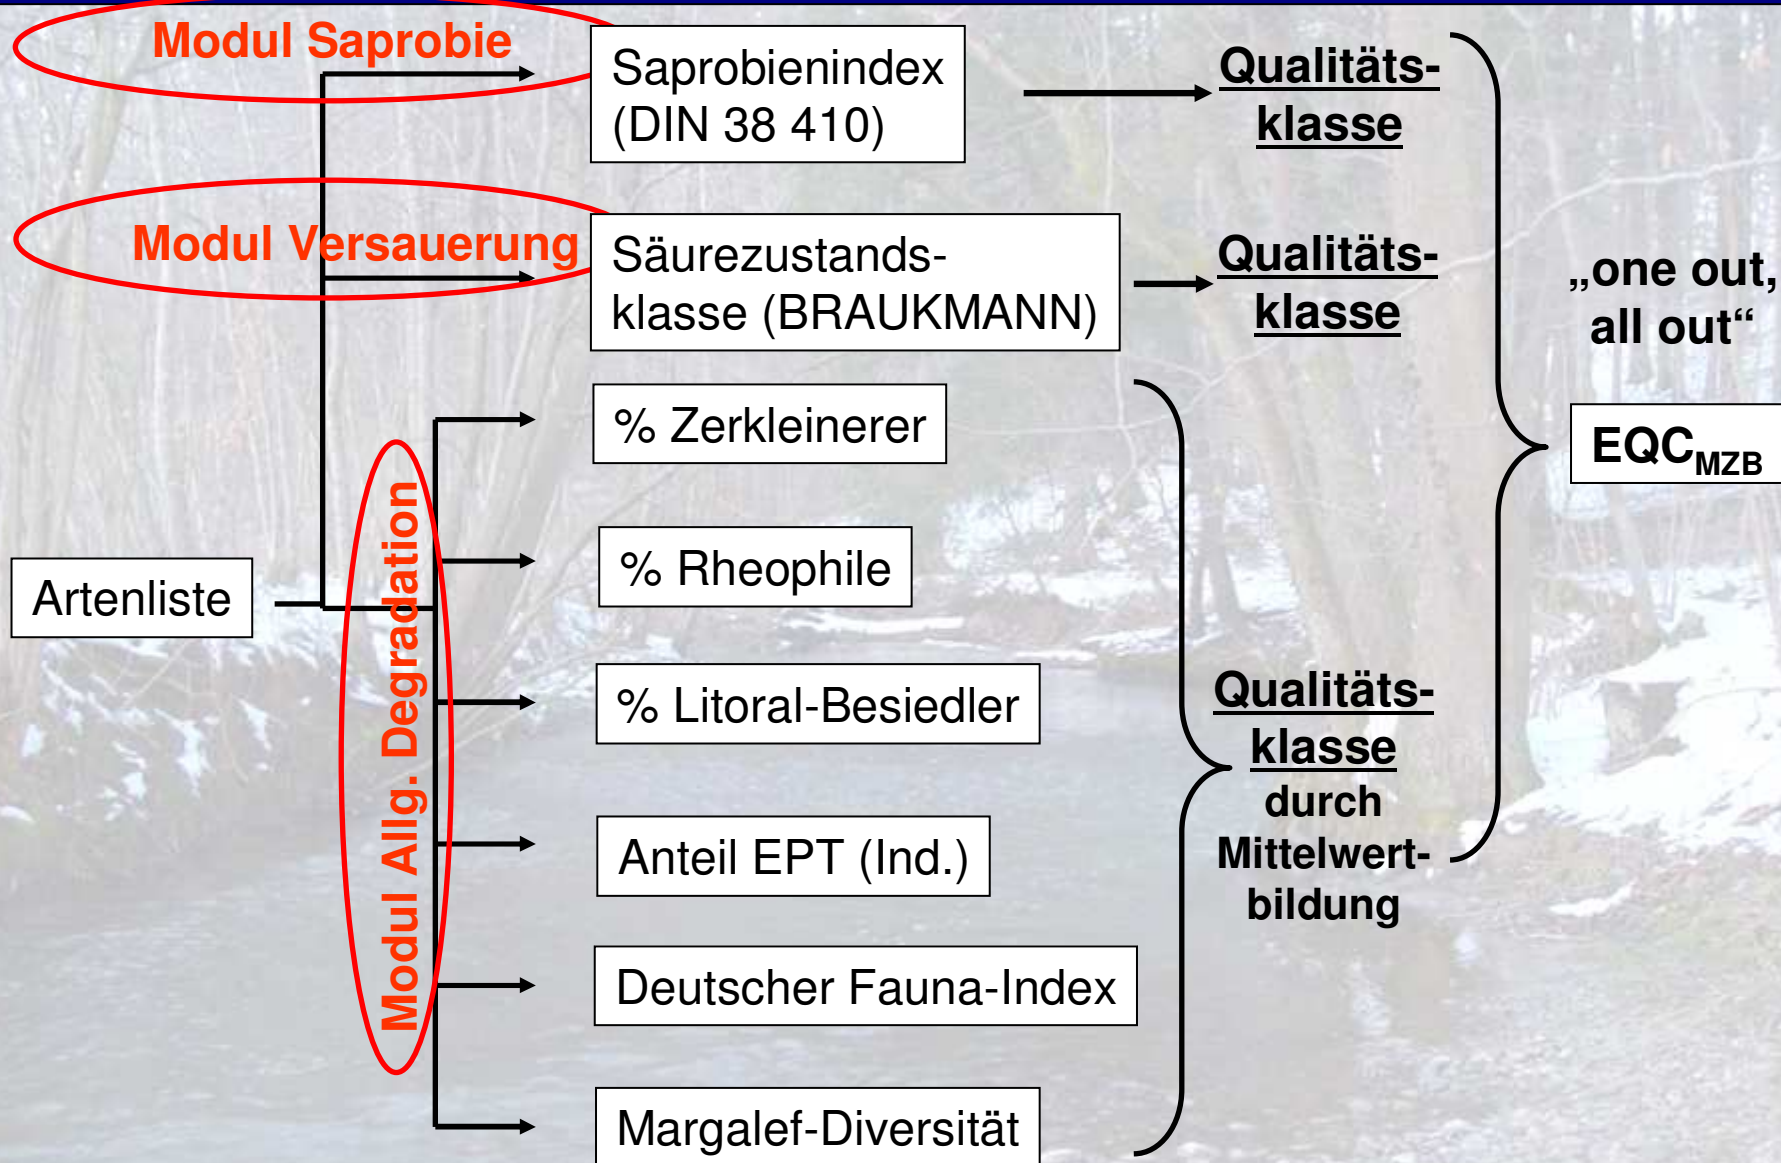 Modul Saprobie
Saprobienindex
(DIN 38 410)
Qualitäts-
klasse
Modul Versauerung
Säurezustands-
klasse (BRAUKMANN)
Qualitäts-
klasse
„one out,
all out“
% Zerkleinerer
EQC_MZB
Modul Allg. Degradation
% Rheophile
Artenliste
% Litoral-Besiedler
Qualitäts-
klasse
durch
Mittelwert-
bildung
Anteil EPT (Ind.)
Deutscher Fauna-Index
Margalef-Diversität